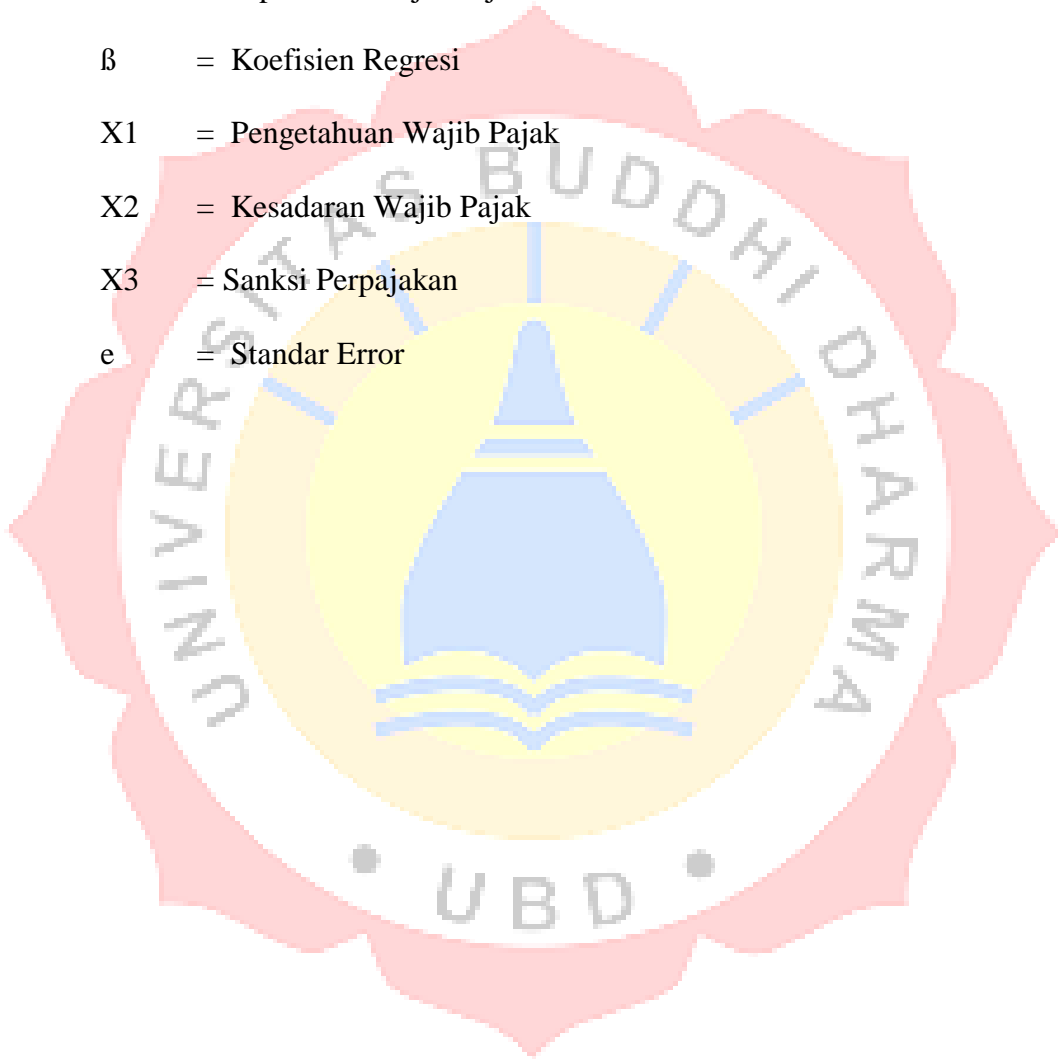 ß = Koefisien Regresi
X1 = Pengetahuan Wajib Pajak
X2 = Kesadaran Wajib Pajak
X3 = Sanksi Perpajakan
e = Standar Error
UNIVERSITAS BUDDHI DHARMA
• UBD •